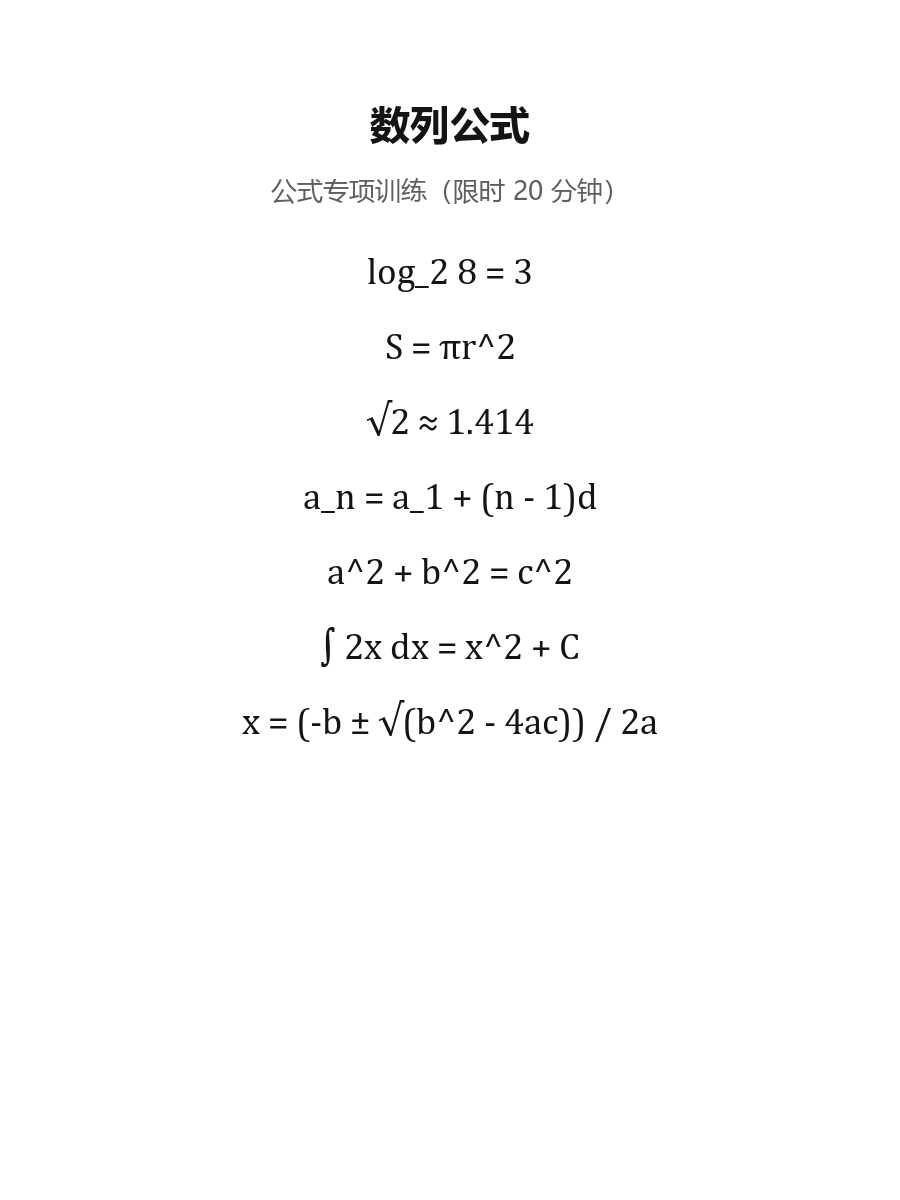 数列公式
公式专项训练（限时 20 分钟）
log_2 8 = 3
S = πr^2
√2 ≈ 1.414
a_n = a_1 + (n - 1)d
a^2 + b^2 = c^2
∫ 2x dx = x^2 + C
x = (-b ± √(b^2 - 4ac)) / 2a